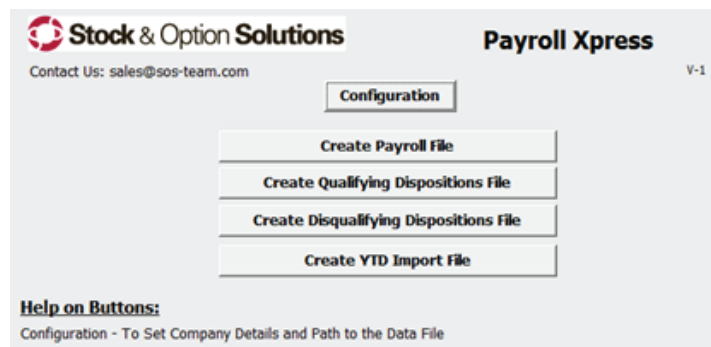 Stock & Option Solutions
Payroll Xpress
Contact Us: sales@sos-team.com
V-1
Configuration
Create Payroll File
Create Qualifying Dispositions File
Create Disqualifying Dispositions File
Create YTD Import File
Help on Buttons:
Configuration - To Set Company Details and Path to the Data File